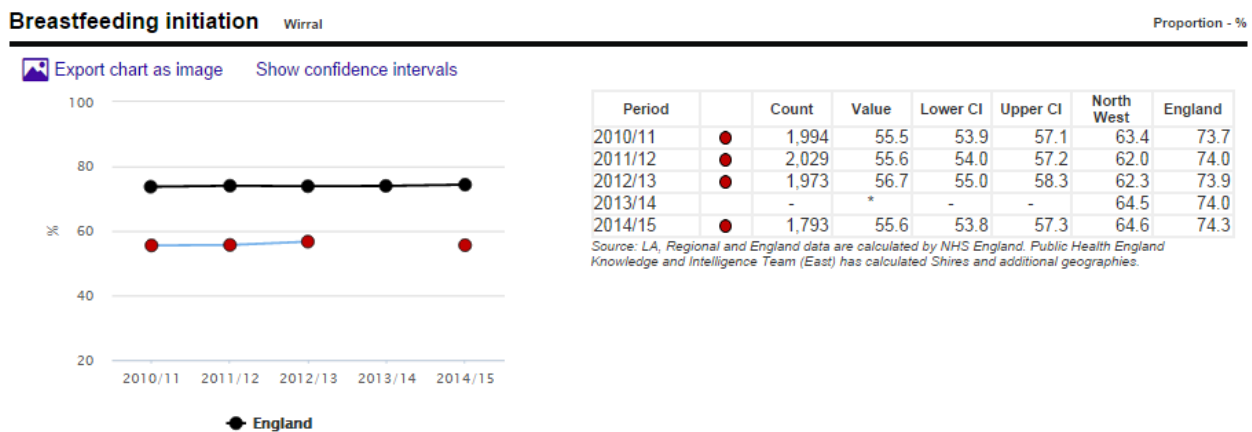 Breastfeeding initiation Wirral Proportion - %
Export chart as image Show confidence intervals
100
80
60
40
20
%
2010/11 2011/12 2012/13 2013/14 2014/15
England
Period Count Value Lower CI Upper CI North West England
2010/11 1,994 55.5 53.9 57.1 63.4 73.7
2011/12 2,029 55.6 54.0 57.2 62.0 74.0
2012/13 1,973 56.7 55.0 58.3 62.3 73.9
2013/14 - * - - 64.5 74.0
2014/15 1,793 55.6 53.8 57.3 64.6 74.3
Source: LA, Regional and England data are calculated by NHS England. Public Health England
Knowledge and Intelligence Team (East) has calculated Shires and additional geographies.